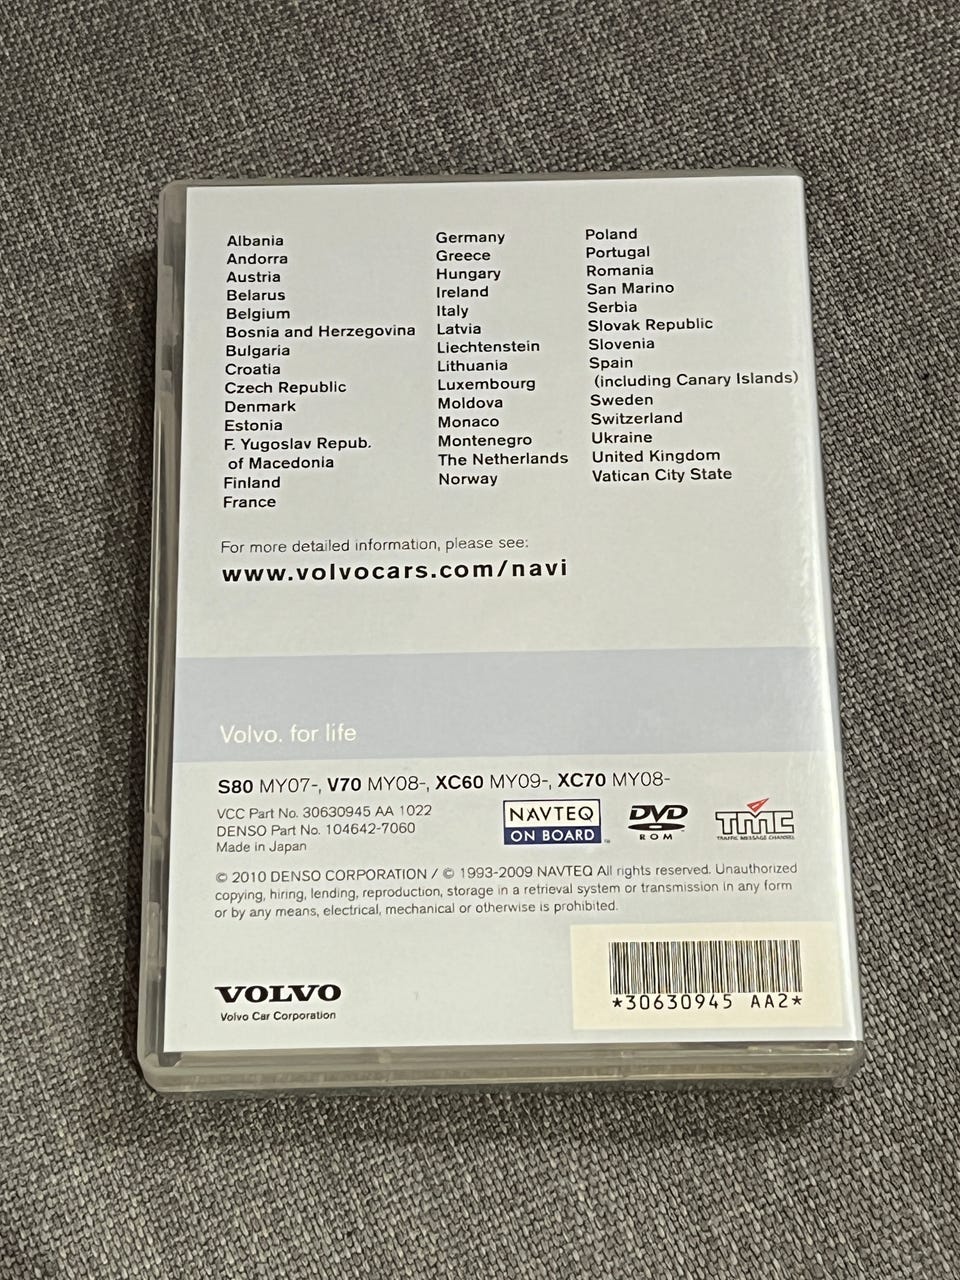 Albania
Andorra
Austria
Belarus
Belgium
Bosnia and Herzegovina
Bulgaria
Croatia
Czech Republic
Denmark
Estonia
F. Yugoslav Repub.
of Macedonia
Finland
France
Germany
Greece
Hungary
Ireland
Italy
Latvia
Liechtenstein
Lithuania
Luxembourg
Moldova
Monaco
Montenegro
The Netherlands
Norway
Poland
Portugal
Romania
San Marino
Serbia
Slovak Republic
Slovenia
Spain
(including Canary Islands)
Sweden
Switzerland
Ukraine
United Kingdom
Vatican City State
For more detailed information, please see:
www.volvocars.com/navi
Volvo. for life
S80 MY07-, V70 MY08-, XC60 MY09-, XC70 MY08-
VCC Part No. 30630945 AA 1022
DENSO Part No. 104642-7060
Made in Japan
NAVTEQ
ON BOARD™
DVD
ROM
TMC
TRAFFIC MESSAGE CHANNEL
© 2010 DENSO CORPORATION / © 1993-2009 NAVTEQ All rights reserved. Unauthorized
copying, hiring, lending, reproduction, storage in a retrieval system or transmission in any form
or by any means, electrical, mechanical or otherwise is prohibited.
VOLVO
Volvo Car Corporation
*30630945 AA2*